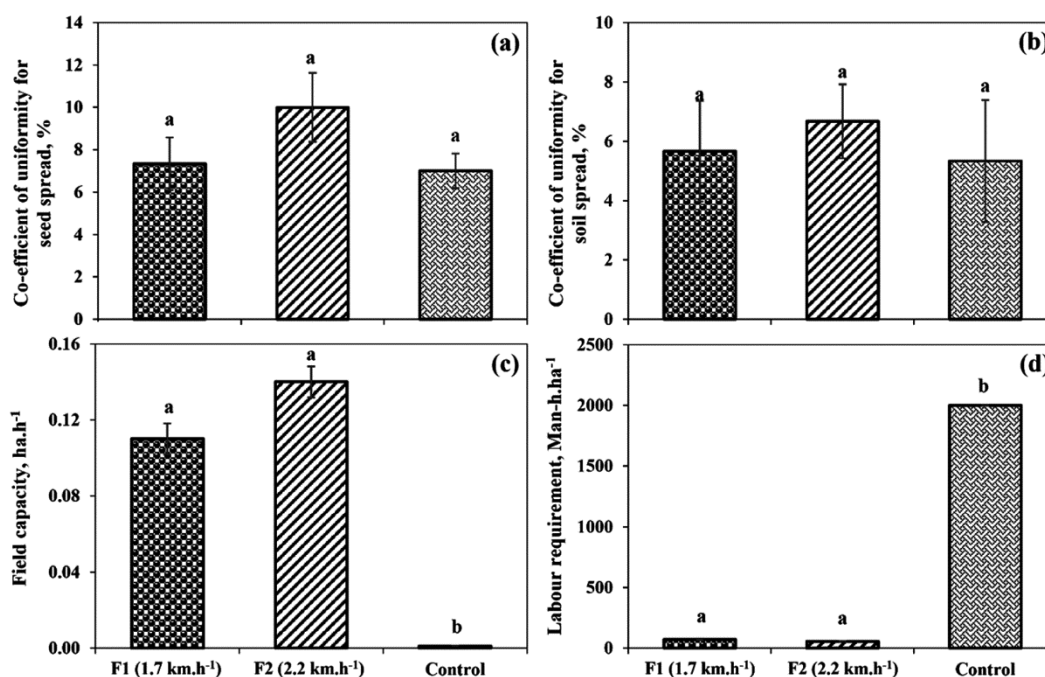 (a)
Co-efficient of uniformity for
seed spread, %
14
12
10
8
6
4
2
0
a
a
a
(b)
Co-efficient of uniformity for
soil spread, %
10
8
6
4
2
0
a
a
a
(c)
Field capacity, ha.h⁻¹
0.16
0.12
0.08
0.04
0.00
a
a
b
F1 (1.7 km.h⁻¹)
F2 (2.2 km.h⁻¹)
Control
(d)
Labour requirement, Man-h.ha⁻¹
2500
2000
1500
1000
500
0
a
a
b
F1 (1.7 km.h⁻¹)
F2 (2.2 km.h⁻¹)
Control